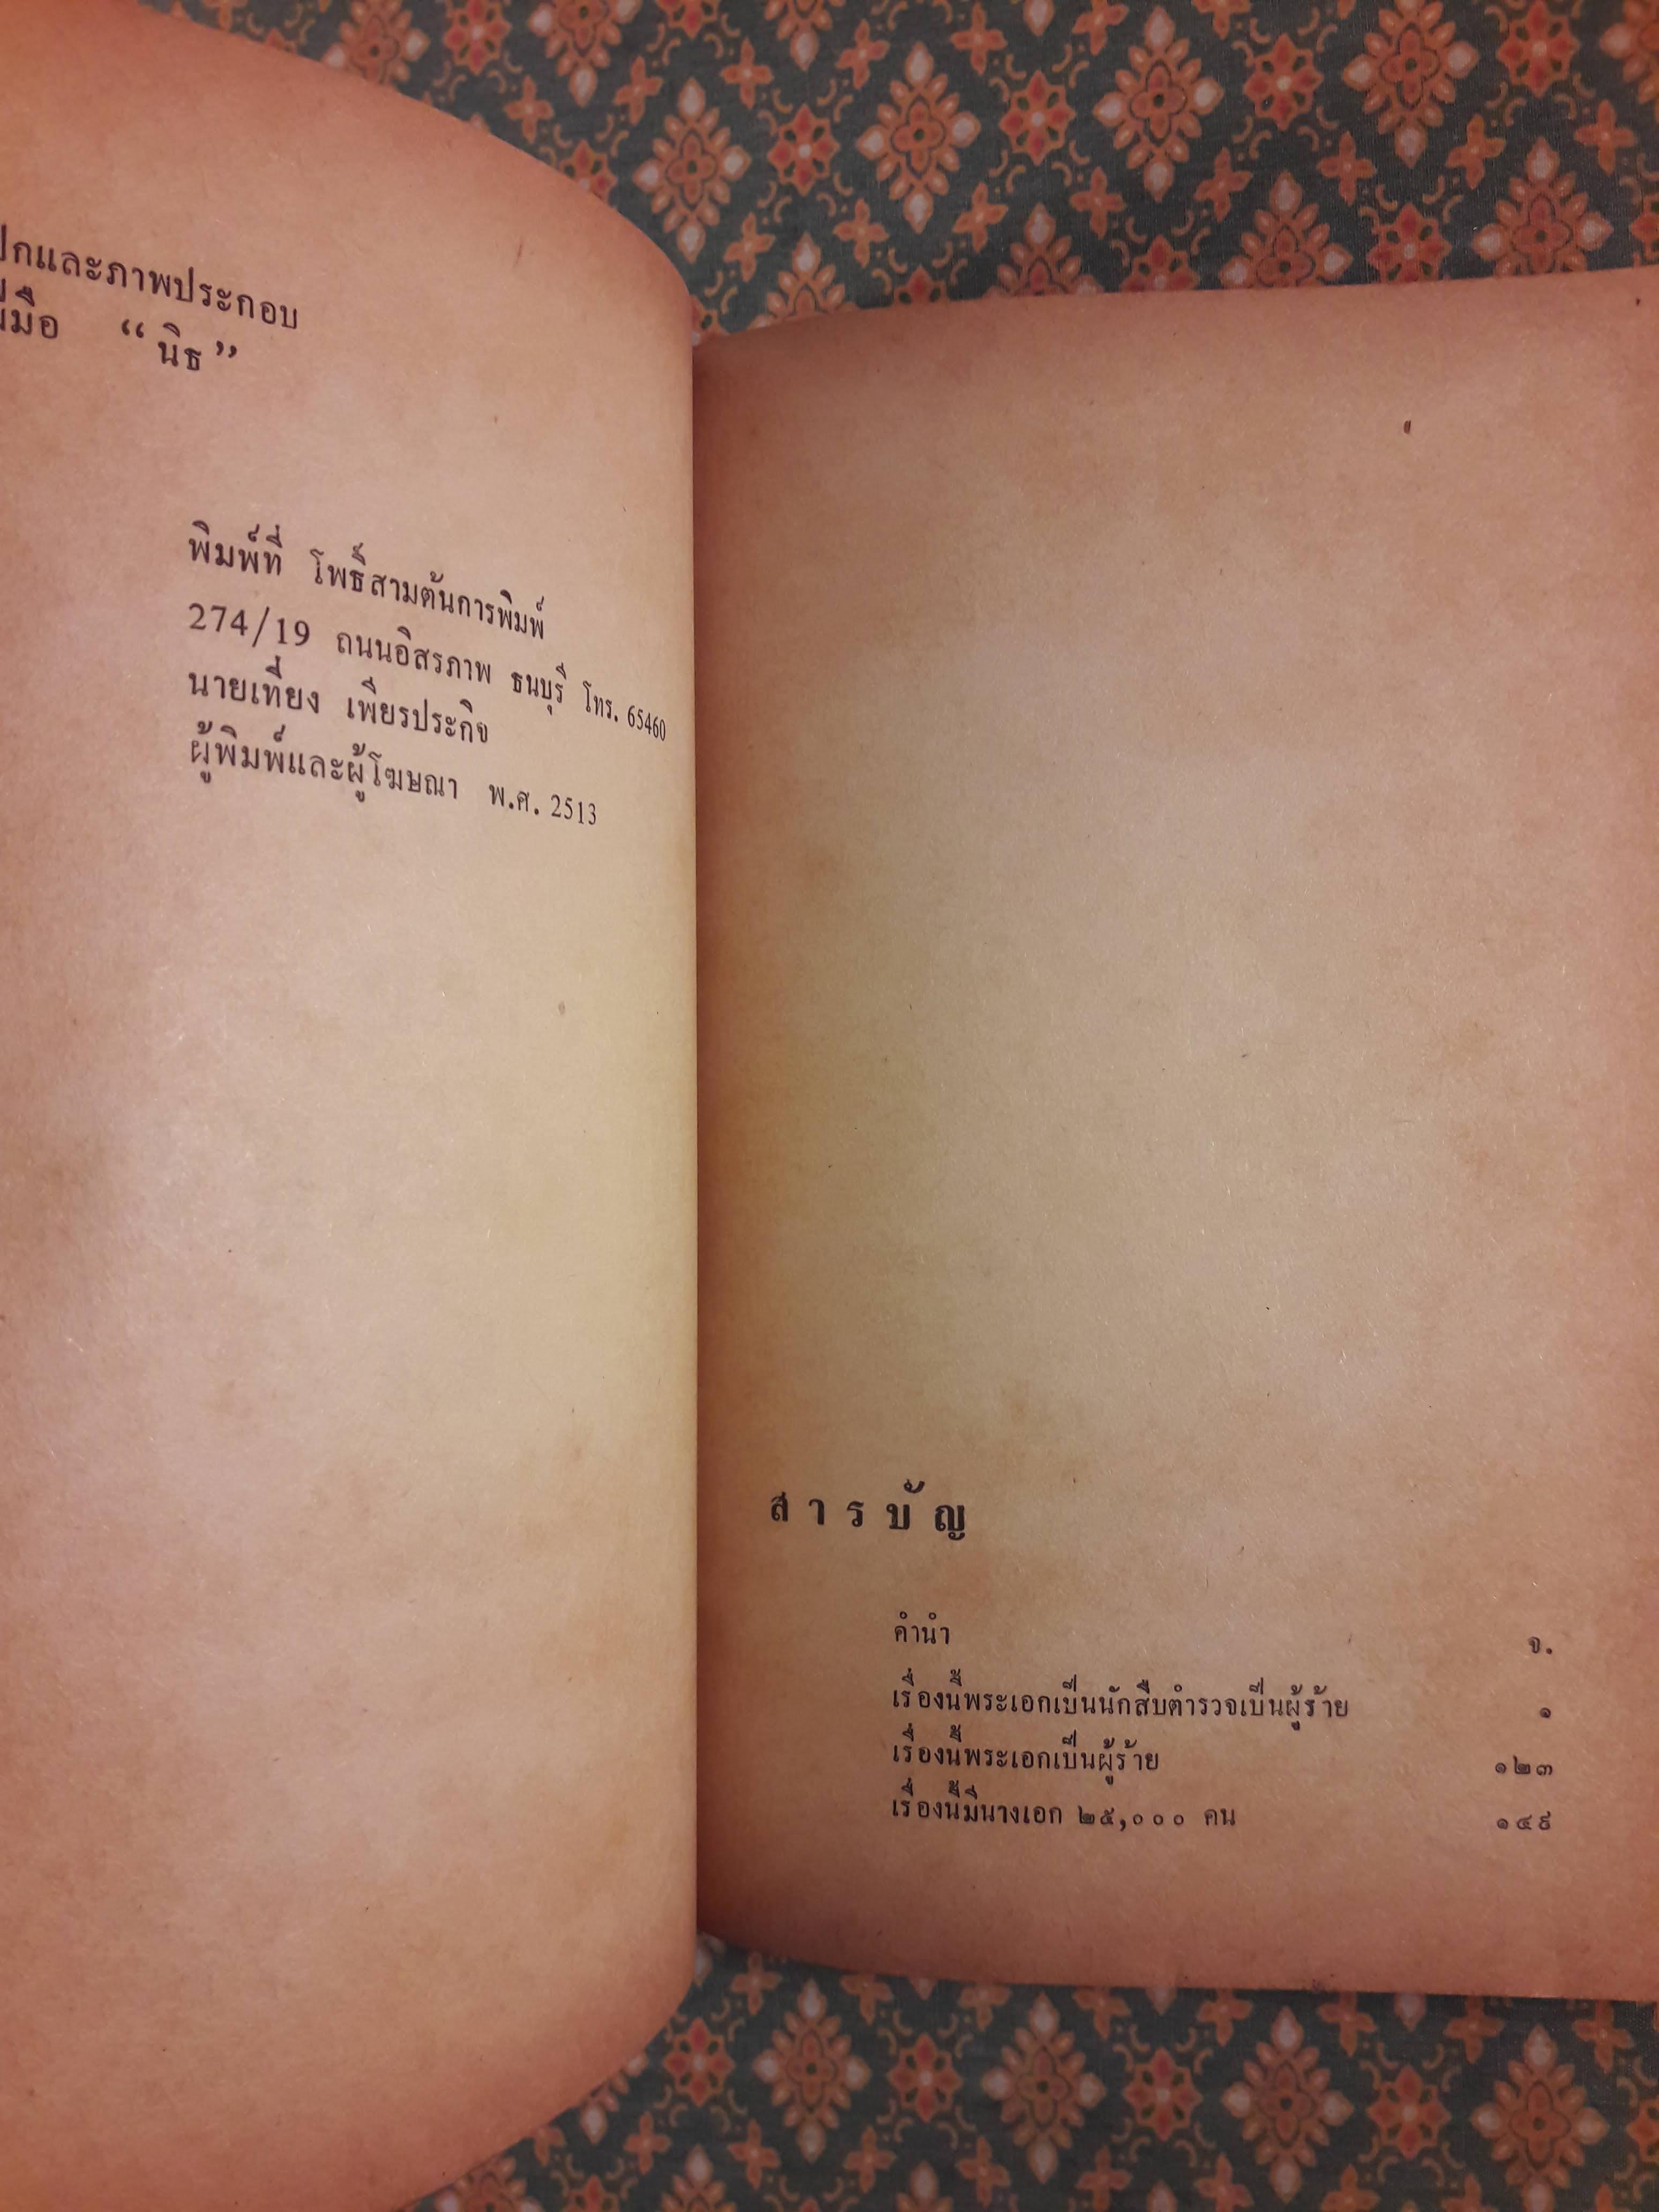 ปกและภาพประกอบ
ฝีมือ “นิธ”
พิมพ์ที่ โพธิ์สามต้นการพิมพ์
274/19 ถนนอิสรภาพ ธนบุรี โทร. 65460
นายเที่ยง เพียรประกิจ
ผู้พิมพ์และผู้โฆษณา พ.ศ. 2513
สารบัญ
คำนำ จ.
เรื่องนี้พระเอกเป็นนักสืบตำรวจเป็นผู้ร้าย ๑
เรื่องนี้พระเอกเป็นผู้ร้าย ๑๒๓
เรื่องนี้มีนางเอก ๒๕,๐๐๐ คน ๑๔๙